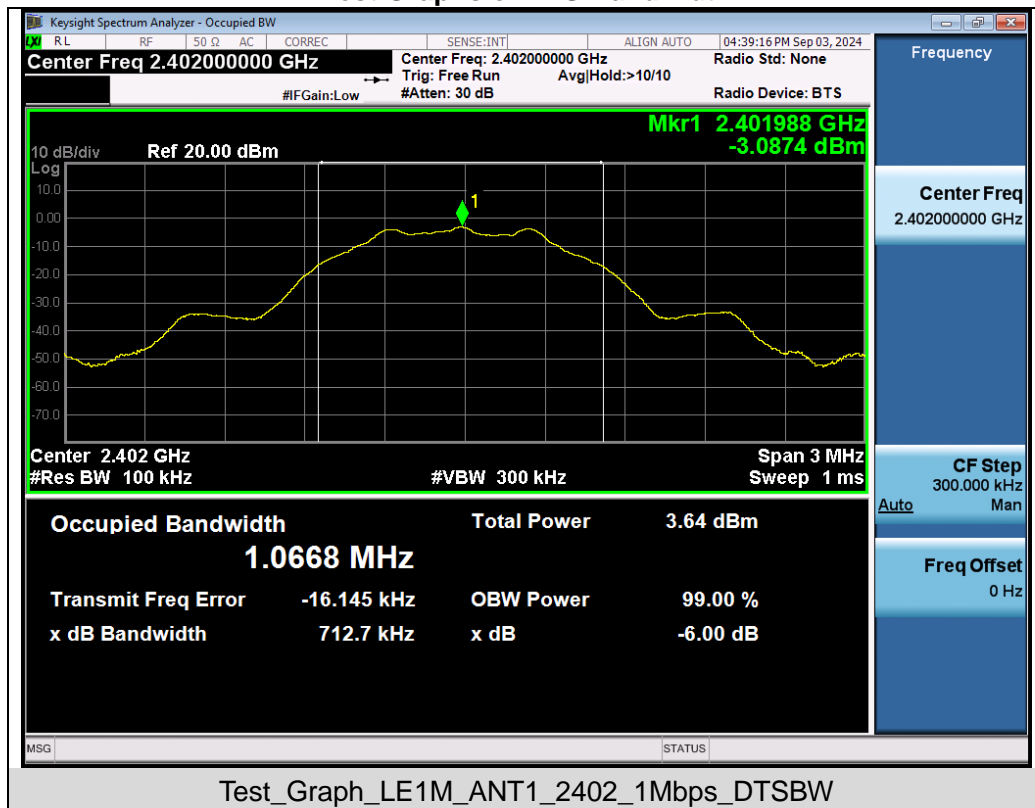 Keysight Spectrum Analyzer - Occupied BW
LXI RL RF 50 Ω AC CORREC SENSE:INT ALIGN AUTO 04:39:16 PM Sep 03, 2024
Center Freq 2.402000000 GHz
Center Freq: 2.402000000 GHz
Radio Std: None
Trig: Free Run Avg|Hold:>10/10
#IFGain:Low #Atten: 30 dB Radio Device: BTS
Frequency
Mkr1 2.401988 GHz
-3.0874 dBm
10 dB/div Ref 20.00 dBm
Log
10.0
0.00
-10.0
-20.0
-30.0
-40.0
-50.0
-60.0
-70.0
1
Center 2.402 GHz Span 3 MHz
#Res BW 100 kHz #VBW 300 kHz Sweep 1 ms
Occupied Bandwidth Total Power 3.64 dBm
1.0668 MHz
Transmit Freq Error -16.145 kHz OBW Power 99.00 %
x dB Bandwidth 712.7 kHz x dB -6.00 dB
Center Freq
2.402000000 GHz
CF Step
300.000 kHz
Auto Man
Freq Offset
0 Hz
MSG STATUS
Test_Graph_LE1M_ANT1_2402_1Mbps_DTSBW